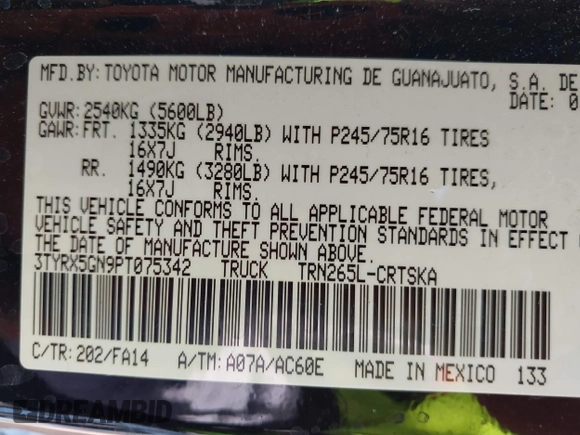 MFD.BY: TOYOTA MOTOR MANUFACTURING DE GUANAJUATO, S.A. DE
DATE: 0
GVWR: 2540KG (5600LB)
GAWR: FRT. 1335KG (2940LB) WITH P245/75R16 TIRES
16X7J RIMS.
RR. 1490KG (3280LB) WITH P245/75R16 TIRES,
16X7J RIMS.
THIS VEHICLE CONFORMS TO ALL APPLICABLE FEDERAL MOTOR
VEHICLE SAFETY AND THEFT PREVENTION STANDARDS IN EFFECT
THE DATE OF MANUFACTURE SHOWN ABOVE.
3TYRX5GN9PT075342 TRUCK TRN265L-CRTSKA
C/TR: 202/FA14 A/TM: A07A/AC60E MADE IN MEXICO 133
DREAMBID